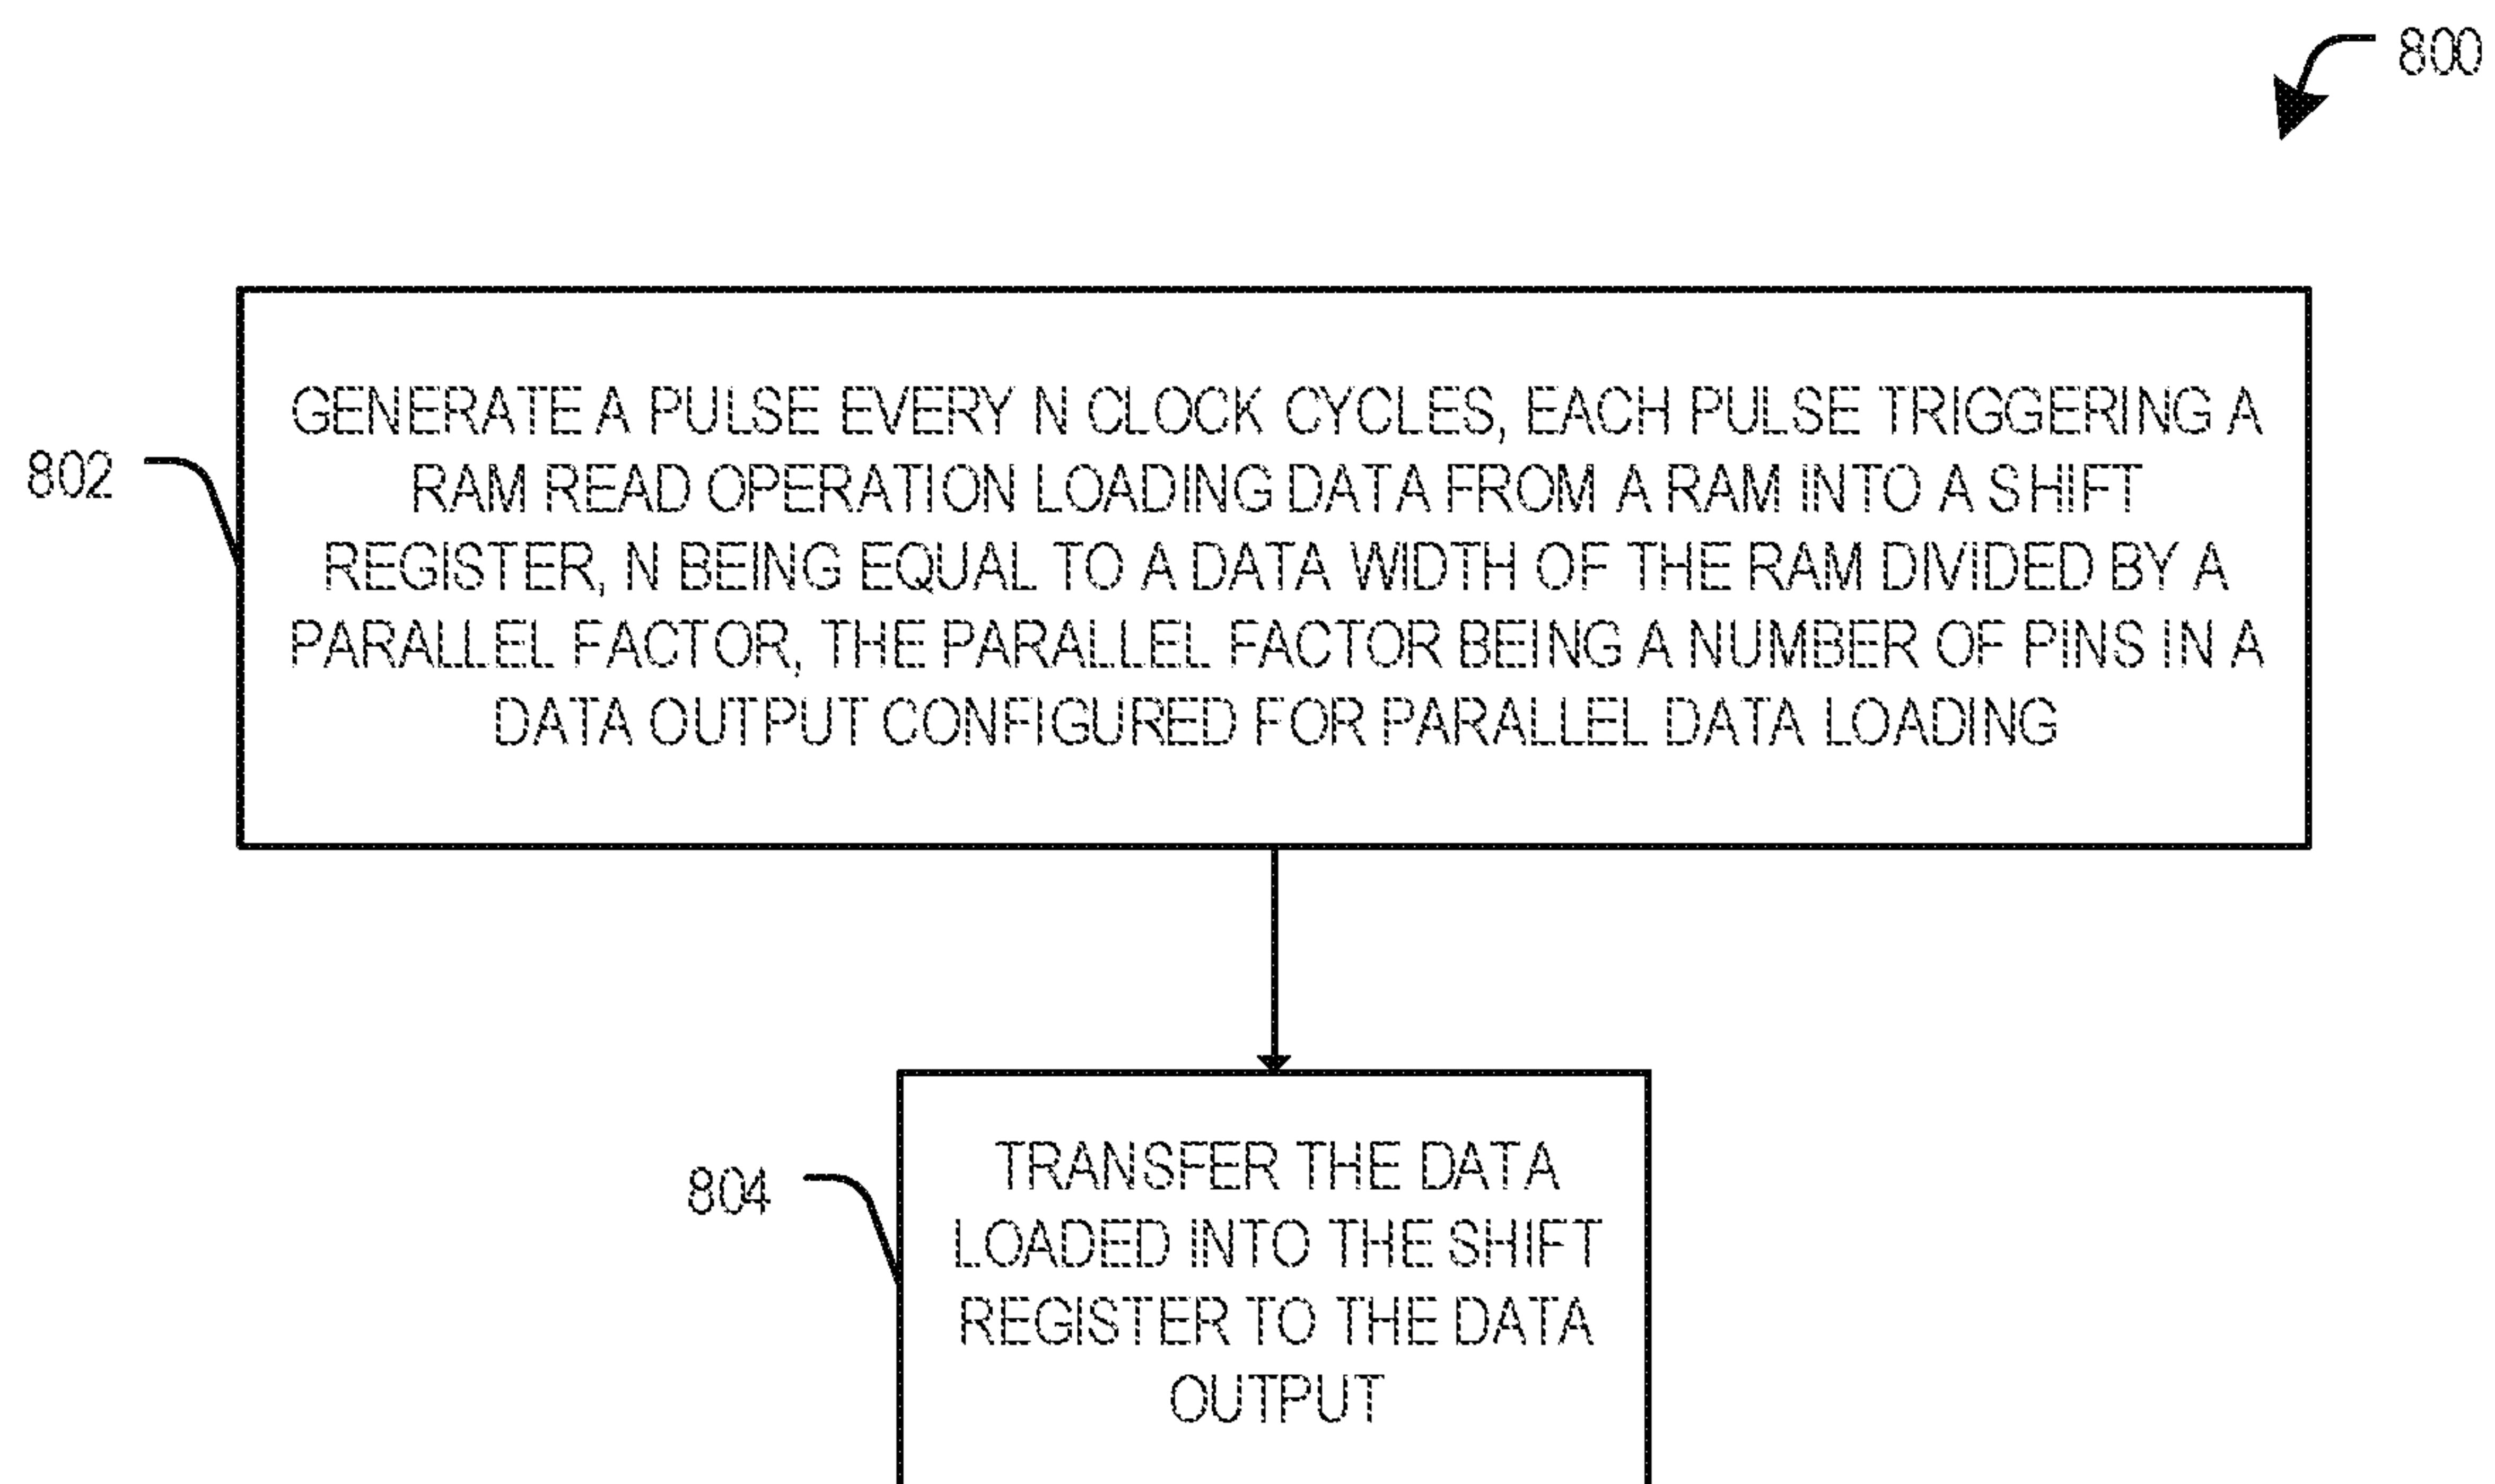 800
802
GENERATE A PULSE EVERY N CLOCK CYCLES, EACH PULSE TRIGGERING A
RAM READ OPERATION LOADING DATA FROM A RAM INTO A SHIFT
REGISTER, N BEING EQUAL TO A DATA WIDTH OF THE RAM DIVIDED BY A
PARALLEL FACTOR, THE PARALLEL FACTOR BEING A NUMBER OF PINS IN A
DATA OUTPUT CONFIGURED FOR PARALLEL DATA LOADING
804
TRANSFER THE DATA
LOADED INTO THE SHIFT
REGISTER TO THE DATA
OUTPUT